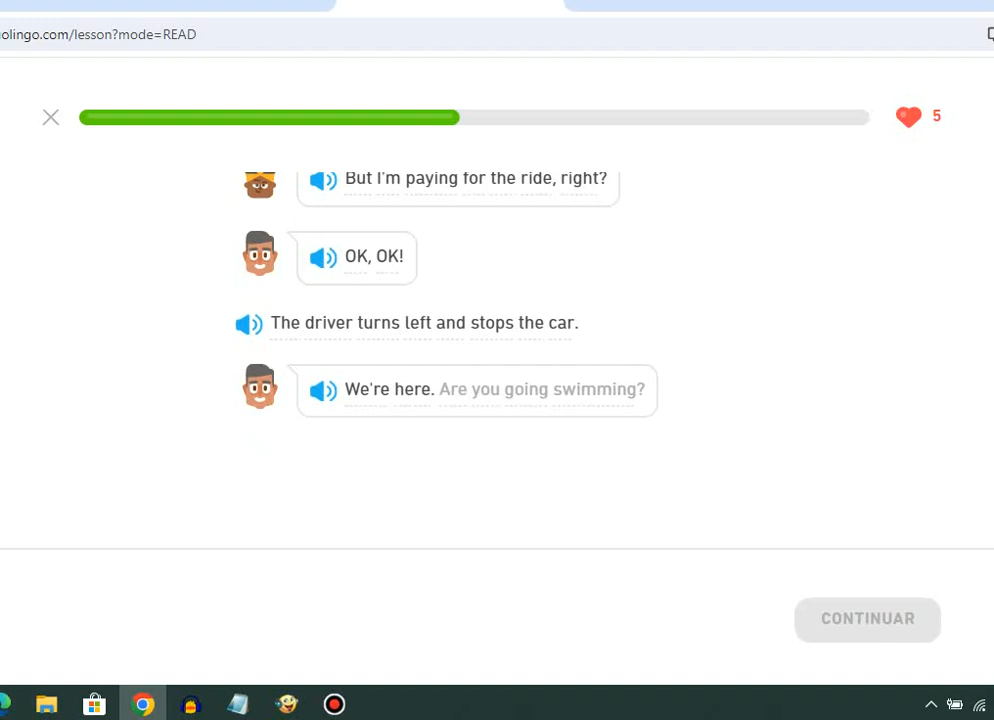 olingo.com/lesson?mode=READ
5
But I'm paying for the ride, right?
OK, OK!
The driver turns left and stops the car.
We're here. Are you going swimming?
CONTINUAR